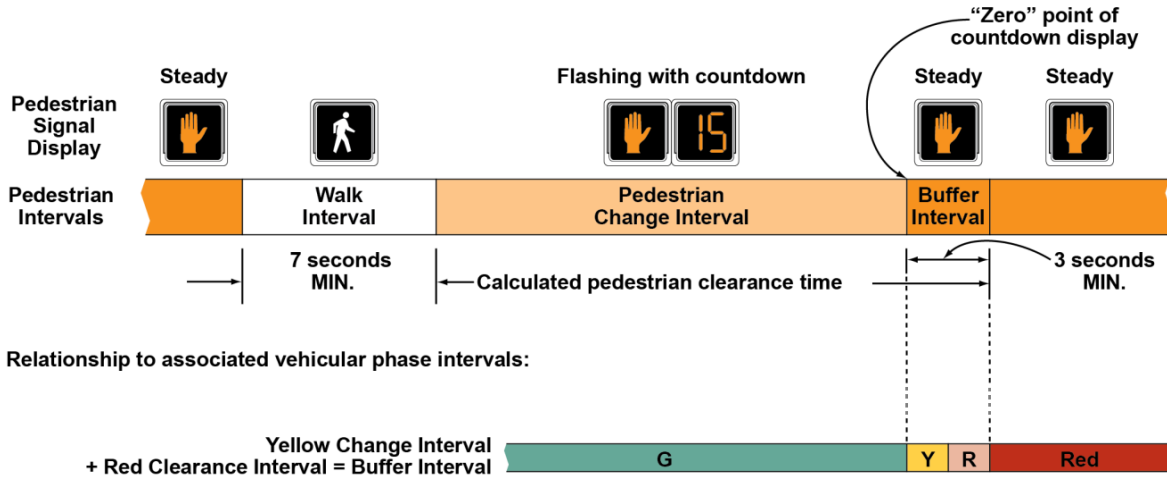 “Zero” point of
countdown display
Steady
Flashing with countdown
Steady
Steady
Pedestrian
Signal
Display
15
Pedestrian
Intervals
Walk
Interval
Pedestrian
Change Interval
Buffer
Interval
7 seconds
MIN.
Calculated pedestrian clearance time
3 seconds
MIN.
Relationship to associated vehicular phase intervals:
Yellow Change Interval
+ Red Clearance Interval = Buffer Interval
G
Y
R
Red